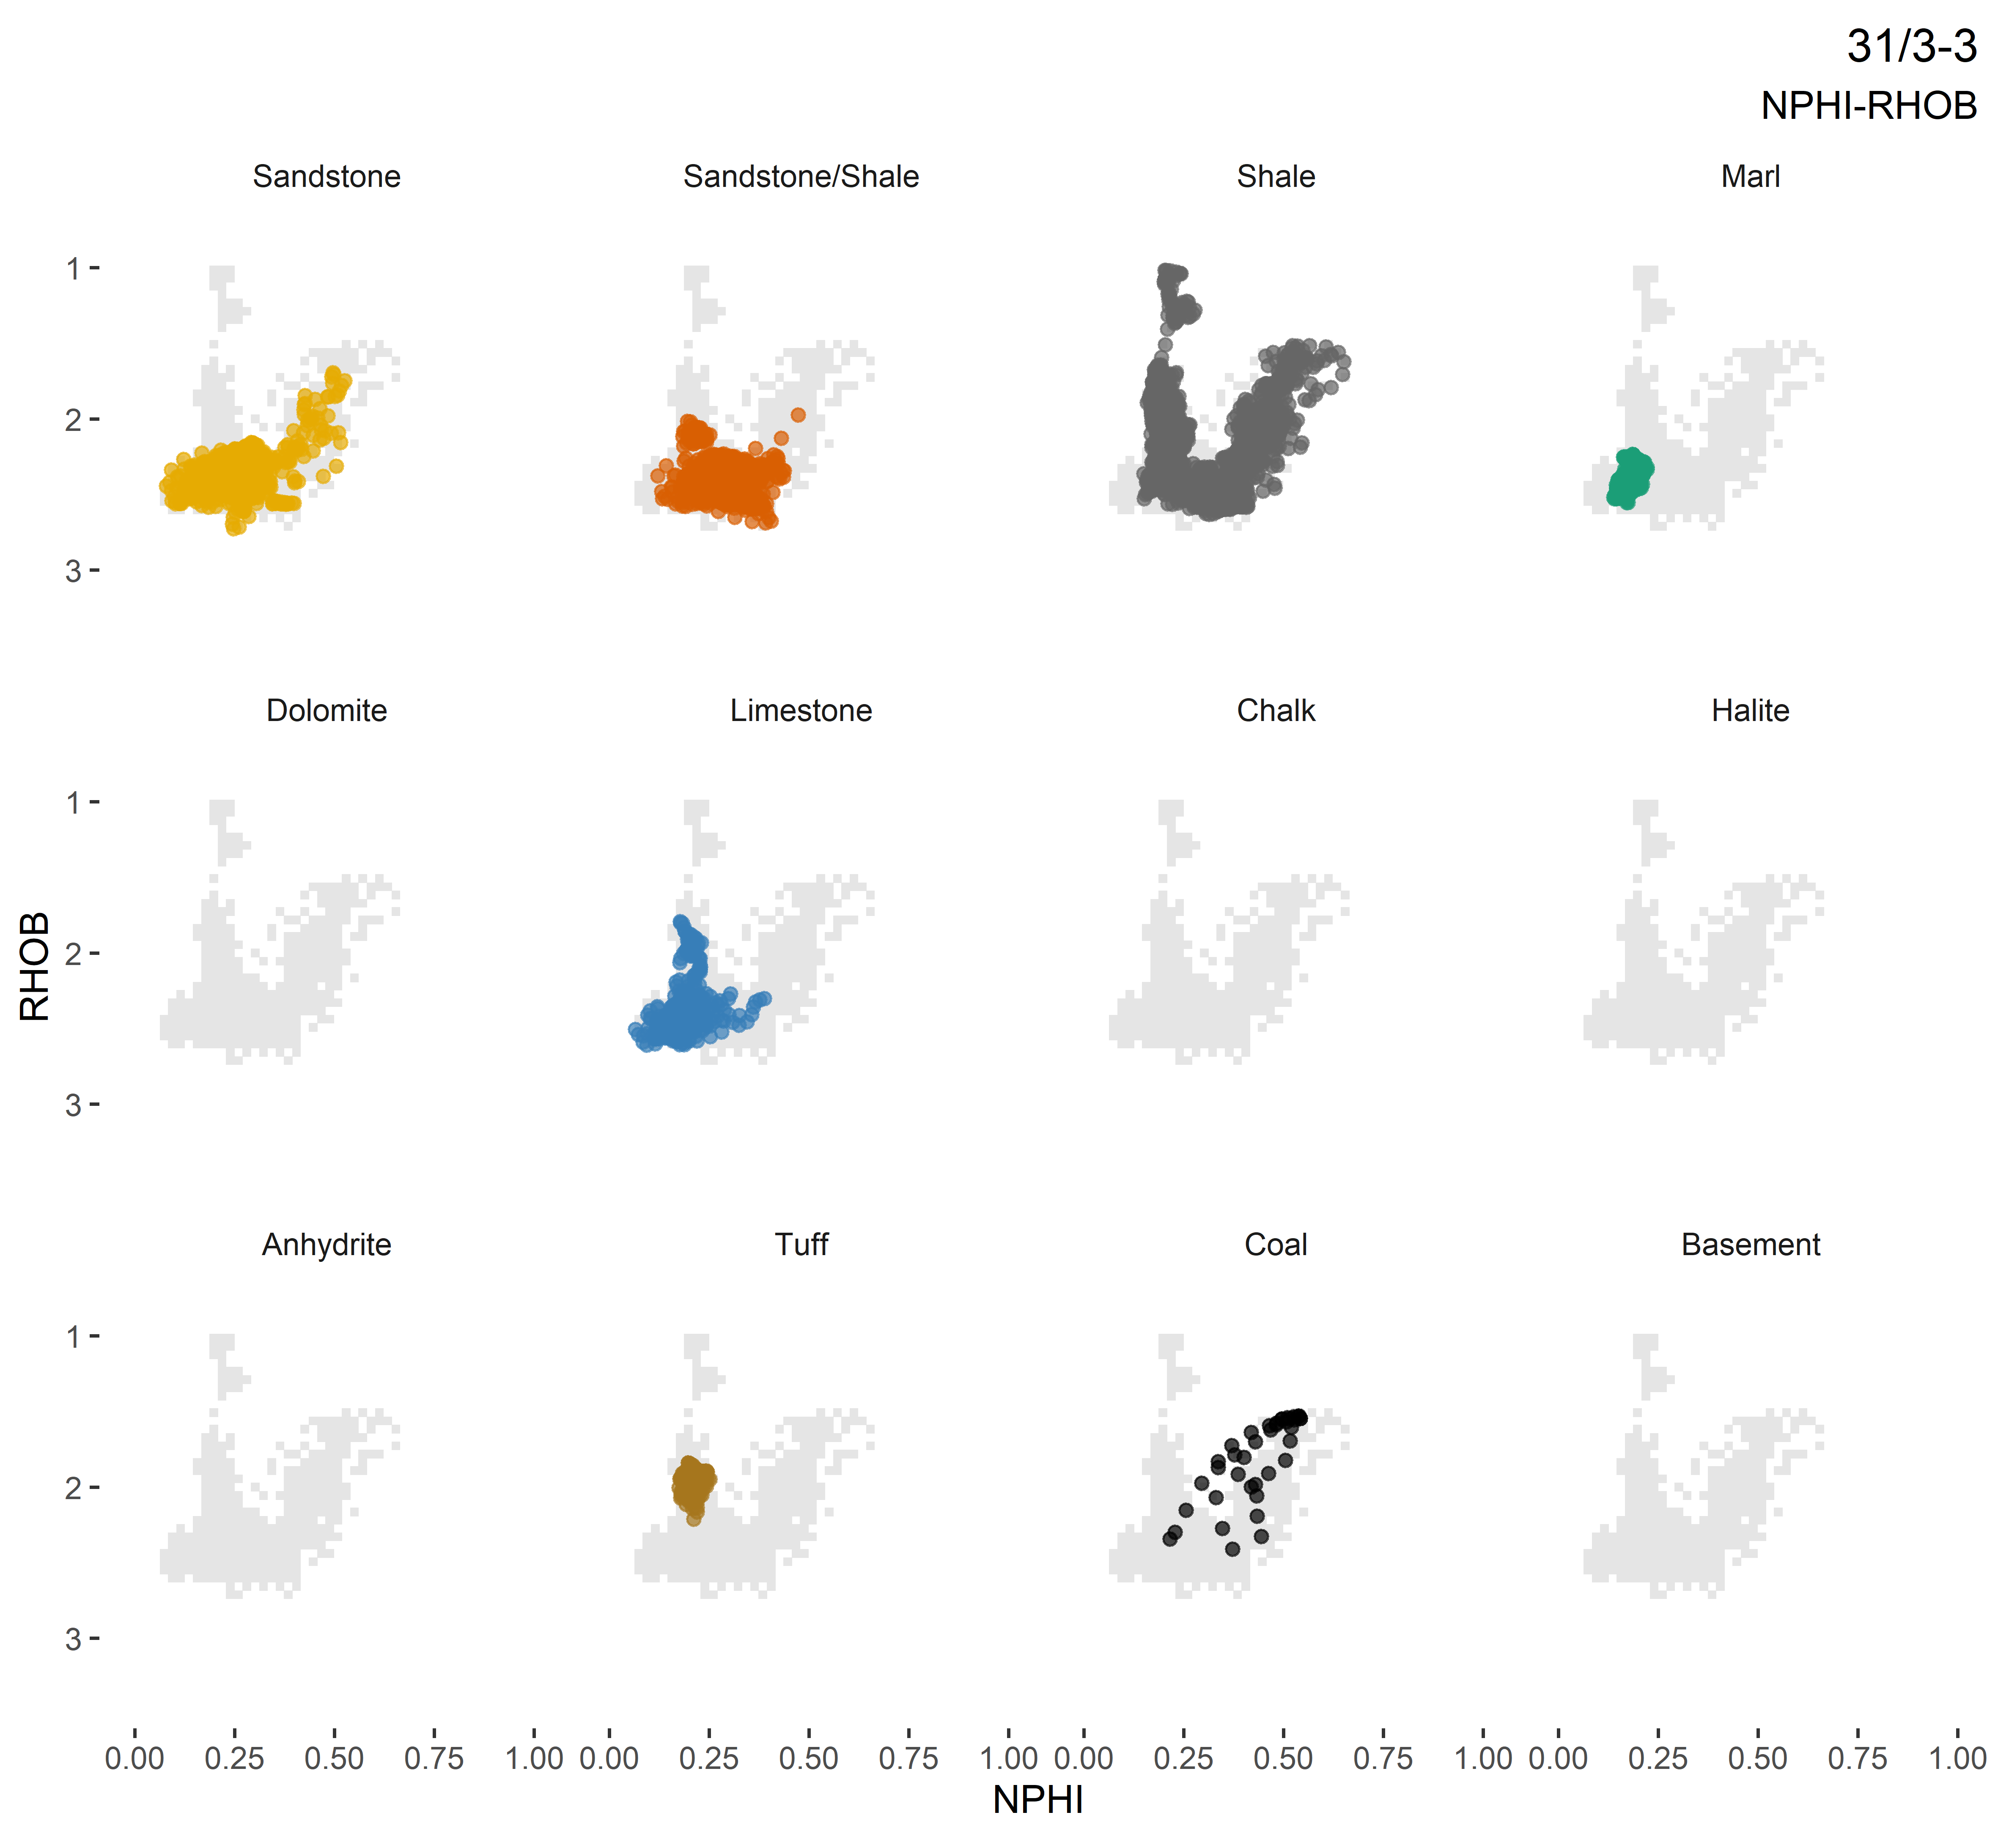 31/3-3
NPHI-RHOB
Sandstone Sandstone/Shale Shale Marl
1
2
3
Dolomite Limestone Chalk Halite
1
2
3
RHOB
Anhydrite Tuff Coal Basement
1
2
3
0.00 0.25 0.50 0.75 1.00 0.00 0.25 0.50 0.75 1.00 0.00 0.25 0.50 0.75 1.00 0.00 0.25 0.50 0.75 1.00
NPHI